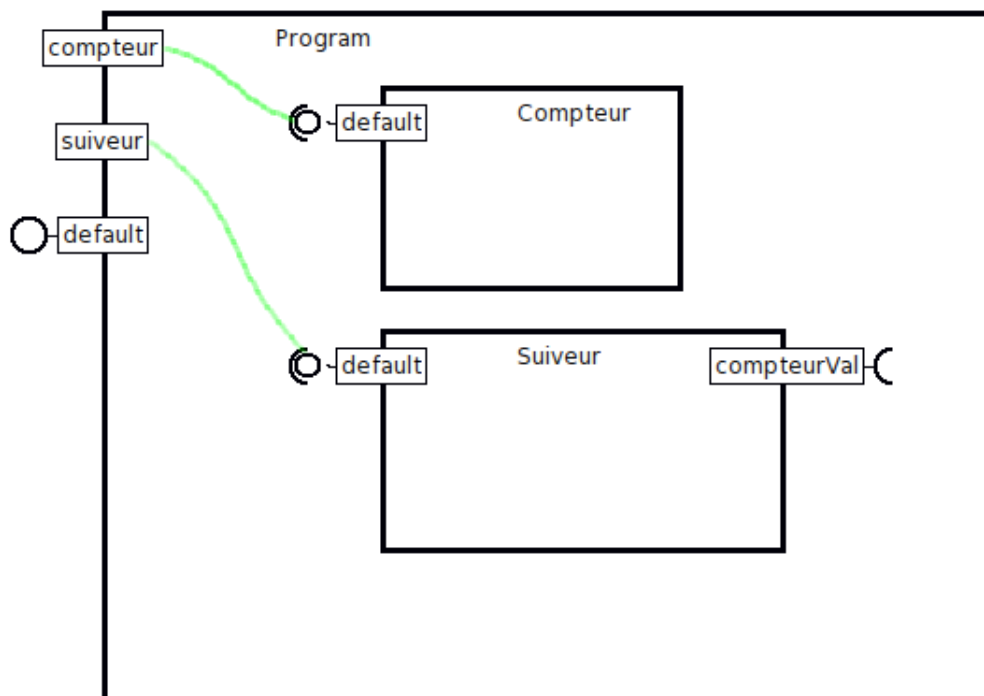 compteur
Program
default
Compteur
suiveur
default
default
Suiveur
compteurVal